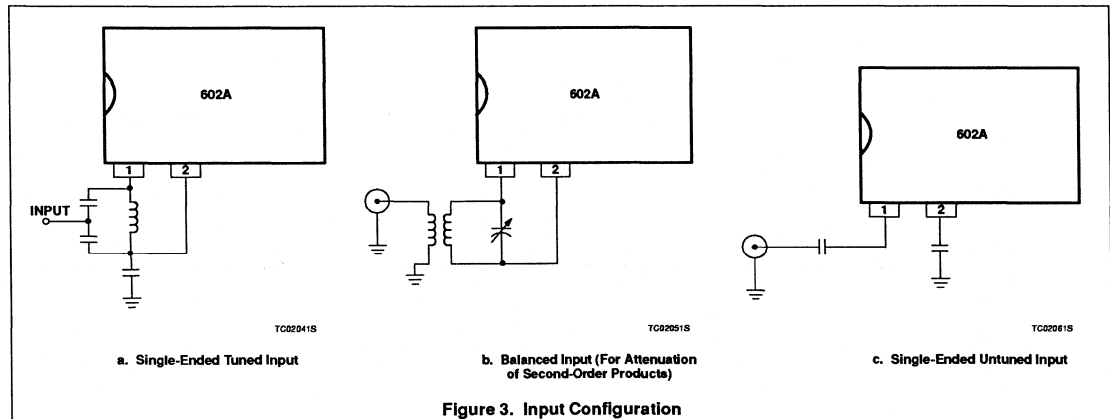 602A
1 2
INPUT
TC02041S
a. Single-Ended Tuned Input
602A
1 2
TC02051S
b. Balanced Input (For Attenuation
of Second-Order Products)
602A
1 2
TC02061S
c. Single-Ended Untuned Input
Figure 3. Input Configuration